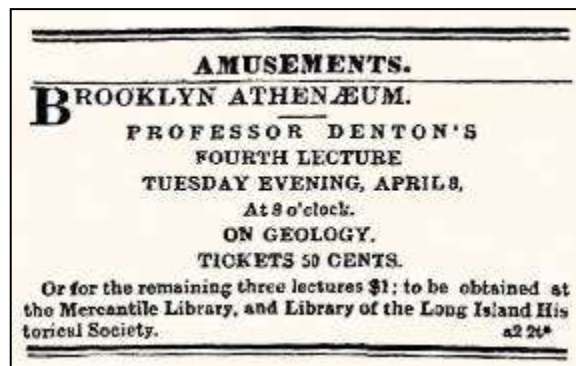 AMUSEMENTS.
BROOKLYN ATHENÆUM.
PROFESSOR DENTON'S
FOURTH LECTURE
TUESDAY EVENING, APRIL 8,
At 8 o'clock.
ON GEOLOGY.
TICKETS 50 CENTS.
Or for the remaining three lectures $1; to be obtained at
the Mercantile Library, and Library of the Long Island His
torical Society. a2 2t*